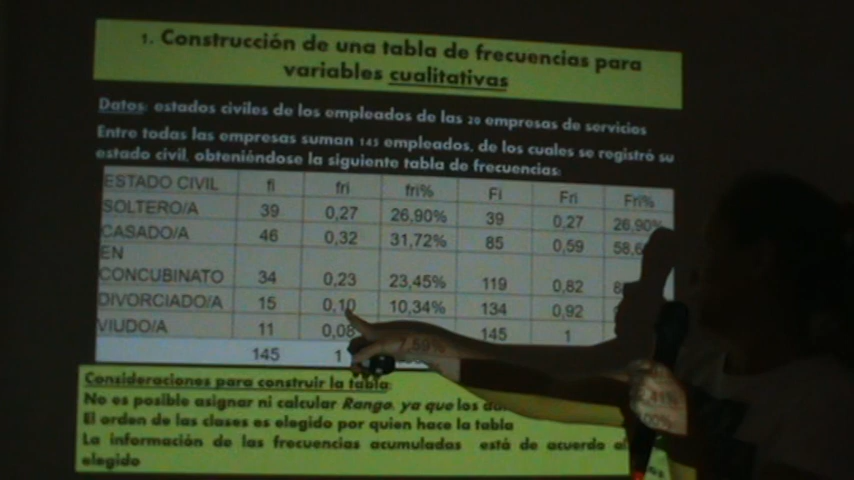 1. Construcción de una tabla de frecuencias para
variables cualitativas
Datos: estados civiles de los empleados de las 20 empresas de servicios
Entre todas las empresas suman 145 empleados, de los cuales se registró su
estado civil, obteniéndose la siguiente tabla de frecuencias:
ESTADO CIVIL fi fri fri% Fi Fri Fri%
SOLTERO/A 39 0,27 26,90% 39 0,27 26,90%
CASADO/A 46 0,32 31,72% 85 0,59 58,6
EN
CONCUBINATO 34 0,23 23,45% 119 0,82 8
DIVORCIADO/A 15 0,10 10,34% 134 0,92
VIUDO/A 11 0,08 7,59% 145 1
145 1
Consideraciones para construir la tabla:
No es posible asignar ni calcular Rango, ya que los
El orden de las clases es elegido por quien hace la tabla
La información de las frecuencias acumuladas está de acuerdo al
elegido